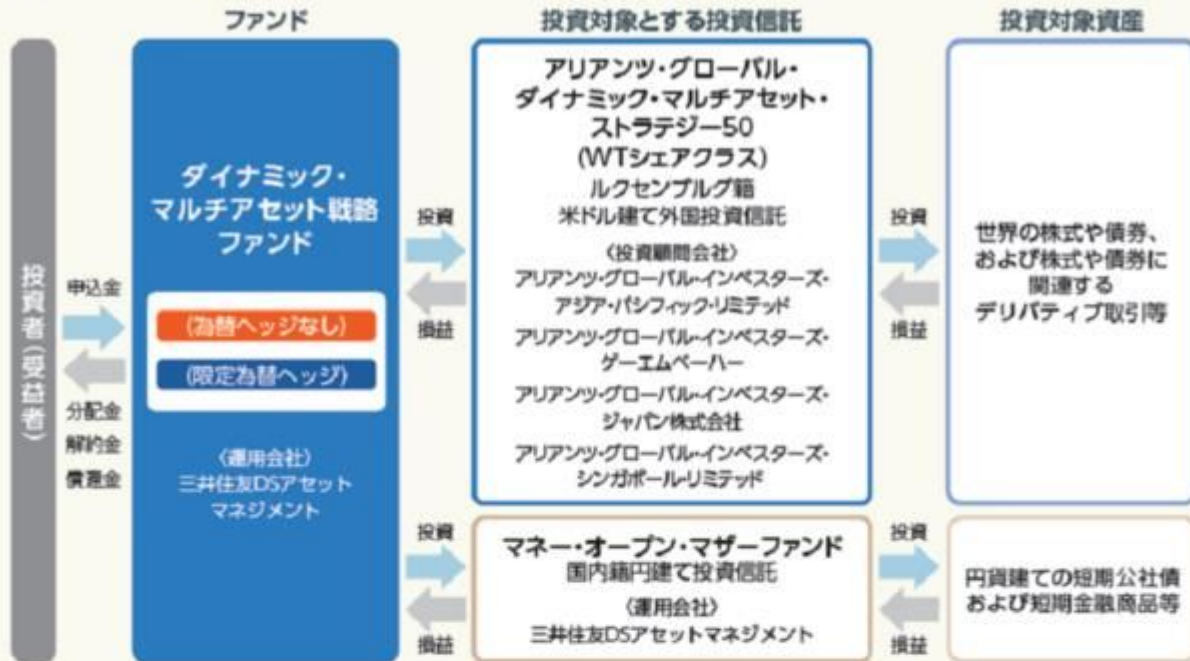 ファンド
投資対象とする投資信託
投資対象資産
投資者(受益者)
申込金
分配金
解約金
償還金
ダイナミック・
マルチアセット戦略
ファンド
(為替ヘッジなし)
(限定為替ヘッジ)
〈運用会社〉
三井住友DSアセット
マネジメント
投資
損益
アリアンツ・グローバル・
ダイナミック・マルチアセット・
ストラテジー50
(WTシェアクラス)
ルクセンブルグ籍
米ドル建て外国投資信託
〈投資顧問会社〉
アリアンツ・グローバル・インベスターズ・
アジア・パシフィック・リミテッド
アリアンツ・グローバル・インベスターズ・
ゲーエムベーハー
アリアンツ・グローバル・インベスターズ・
ジャパン株式会社
アリアンツ・グローバル・インベスターズ・
シンガポール・リミテッド
投資
損益
世界の株式や債券、
および株式や債券に
関連する
デリバティブ取引等
投資
損益
マネー・オープン・マザーファンド
国内籍円建て投資信託
〈運用会社〉
三井住友DSアセットマネジメント
投資
損益
円貨建ての短期公社債
および短期金融商品等